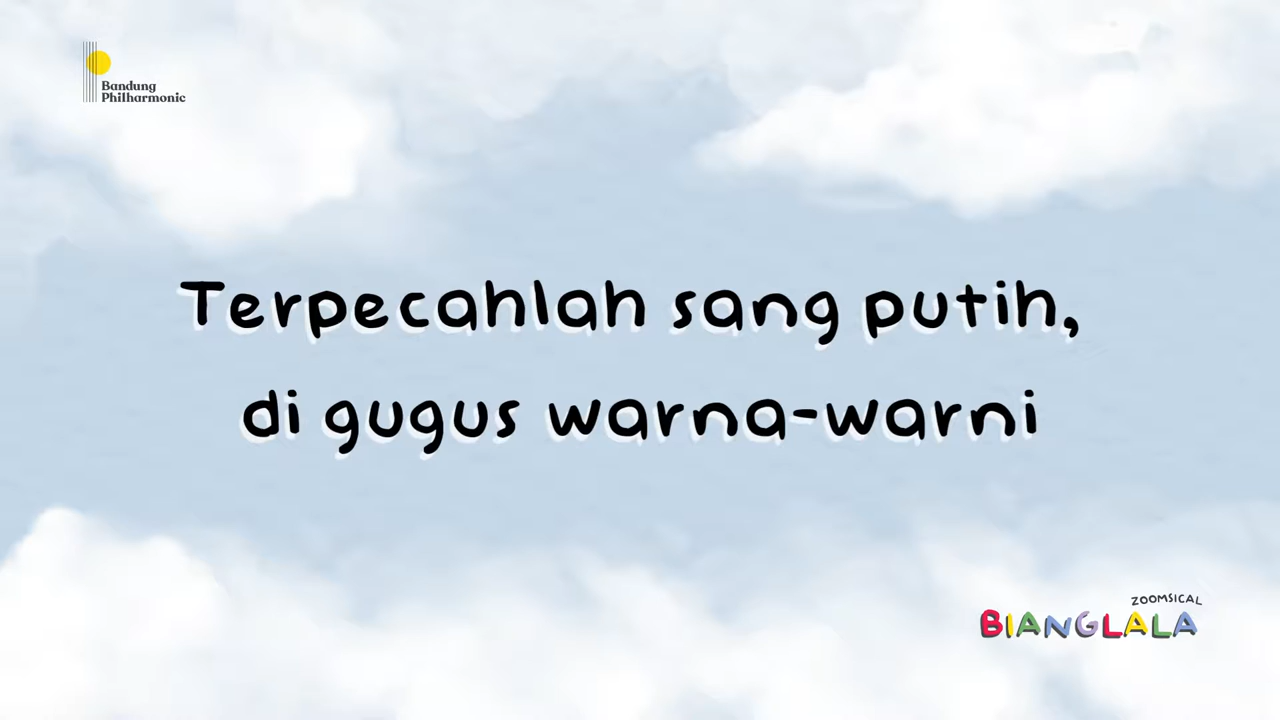 Bandung
Philharmonic
Terpecahlah sang putih,
di gugus warna-warni
ZOOMSICAL
BIANGLALA